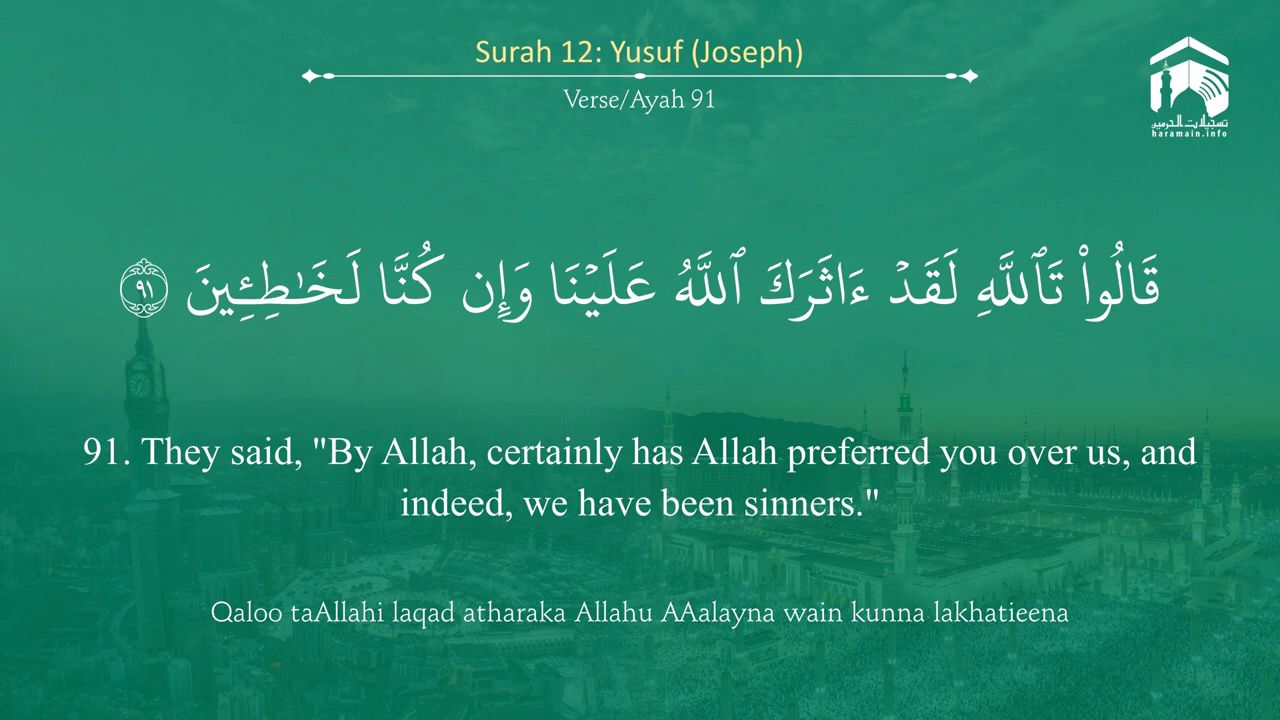 Surah 12: Yusuf (Joseph)
Verse/Ayah 91
تسجيلات الحرمين
haramain.info
قَالُوا۟ تَٱللَّهِ لَقَدْ ءَاثَرَكَ ٱللَّهُ عَلَيْنَا وَإِن كُنَّا لَخَـٰطِـِٔينَ ٩١
91. They said, "By Allah, certainly has Allah preferred you over us, and
indeed, we have been sinners."
Qaloo taAllahi laqad atharaka Allahu AAalayna wain kunna lakhatieena